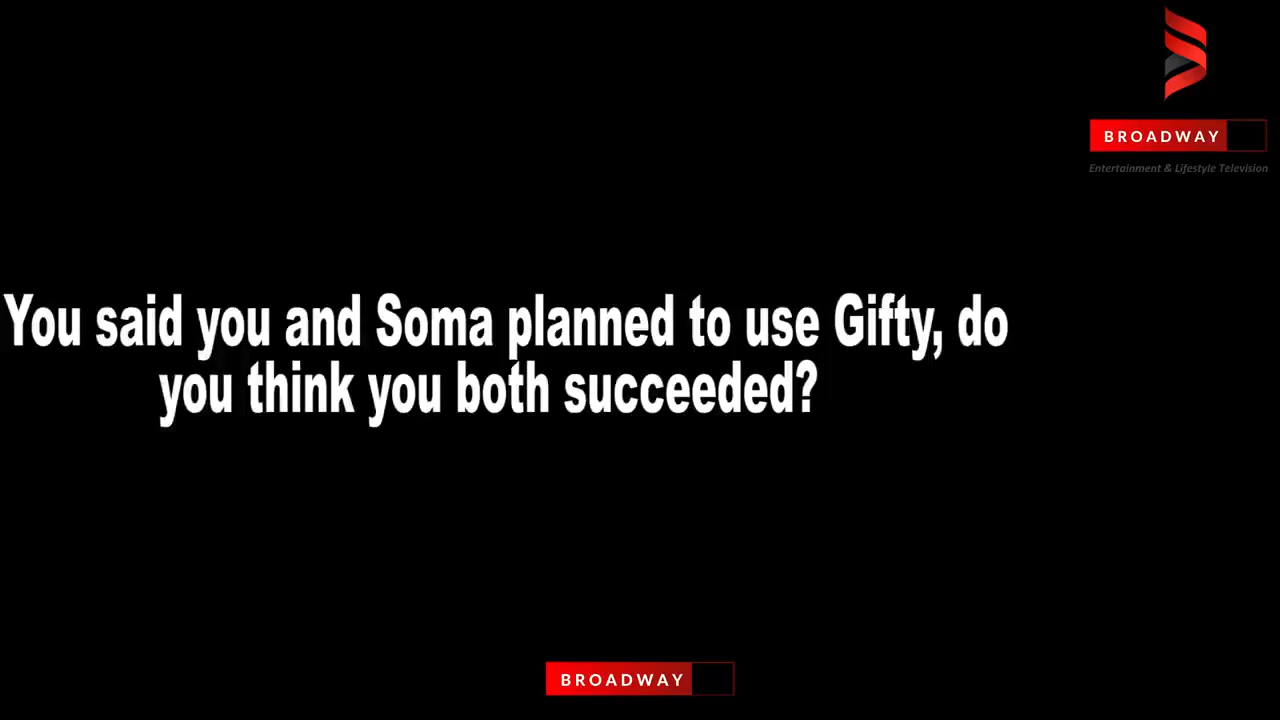 BROADWAY
Entertainment & Lifestyle Television
You said you and Soma planned to use Gifty, do
you think you both succeeded?
BROADWAY